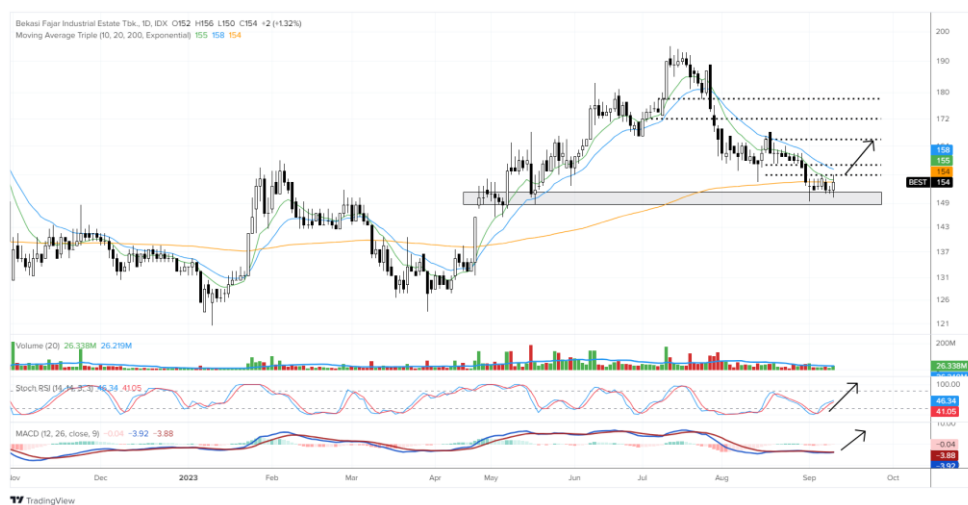 Bekasi Fajar Industrial Estate Tbk., 1D, IDX O152 H156 L150 C154 +2 (+1.32%)
Moving Average Triple (10, 20, 200, Exponential) 155 158 154
200
190
180
172
158
155
154
BEST 154
149
143
137
131
126
121
Volume (20) 26.338M 26.219M
200M
26.338M
Stoch RSI (14, 14, 3, 3) 46.34 41.05
100.00
46.34
41.05
10.00
MACD (12, 26, close, 9) −0.04 −3.92 −3.88
−0.04
−3.88
−3.92
Nov Dec 2023 Feb Mar Apr May Jun Jul Aug Sep Oct
TradingView